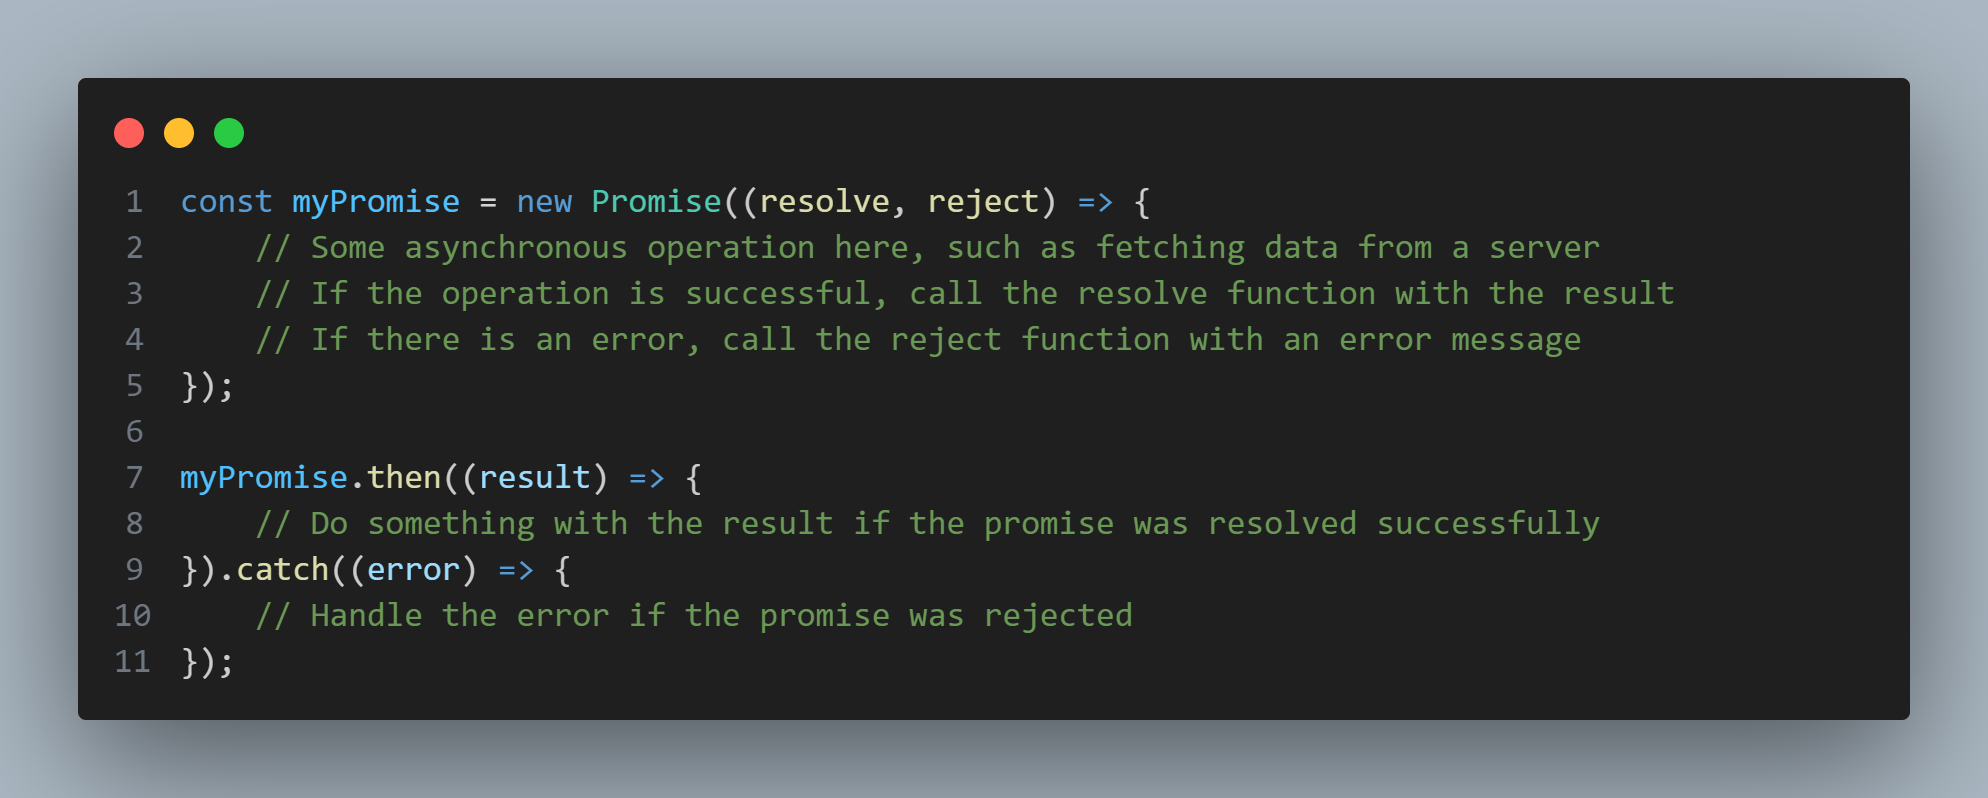 1 const myPromise = new Promise((resolve, reject) => {
2     // Some asynchronous operation here, such as fetching data from a server
3     // If the operation is successful, call the resolve function with the result
4     // If there is an error, call the reject function with an error message
5 });
6
7 myPromise.then((result) => {
8     // Do something with the result if the promise was resolved successfully
9 }).catch((error) => {
10     // Handle the error if the promise was rejected
11 });